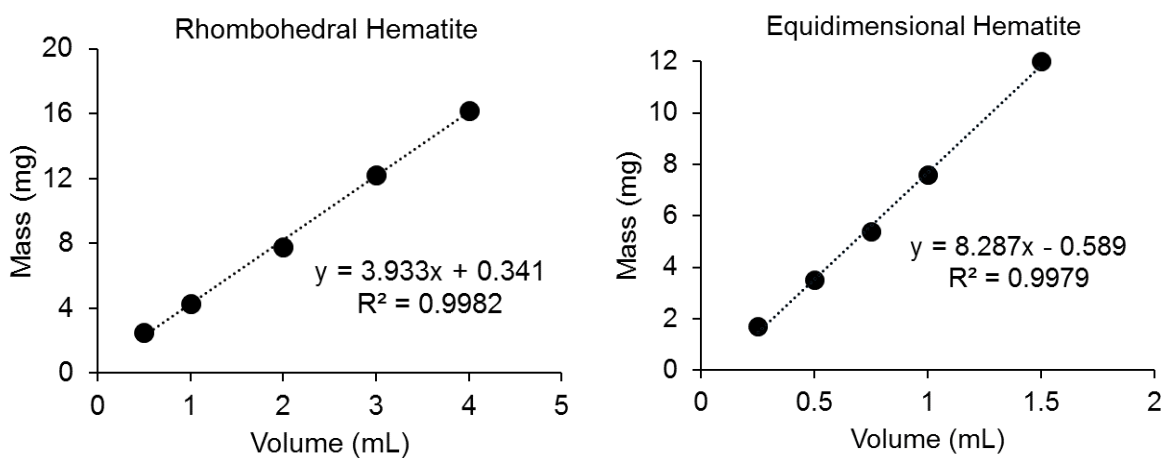 Rhombohedral Hematite
20
16
12
8
4
0
Mass (mg)
y = 3.933x + 0.341
R² = 0.9982
0 1 2 3 4 5
Volume (mL)
Equidimensional Hematite
12
10
8
6
4
2
0
Mass (mg)
y = 8.287x - 0.589
R² = 0.9979
0 0.5 1 1.5 2
Volume (mL)